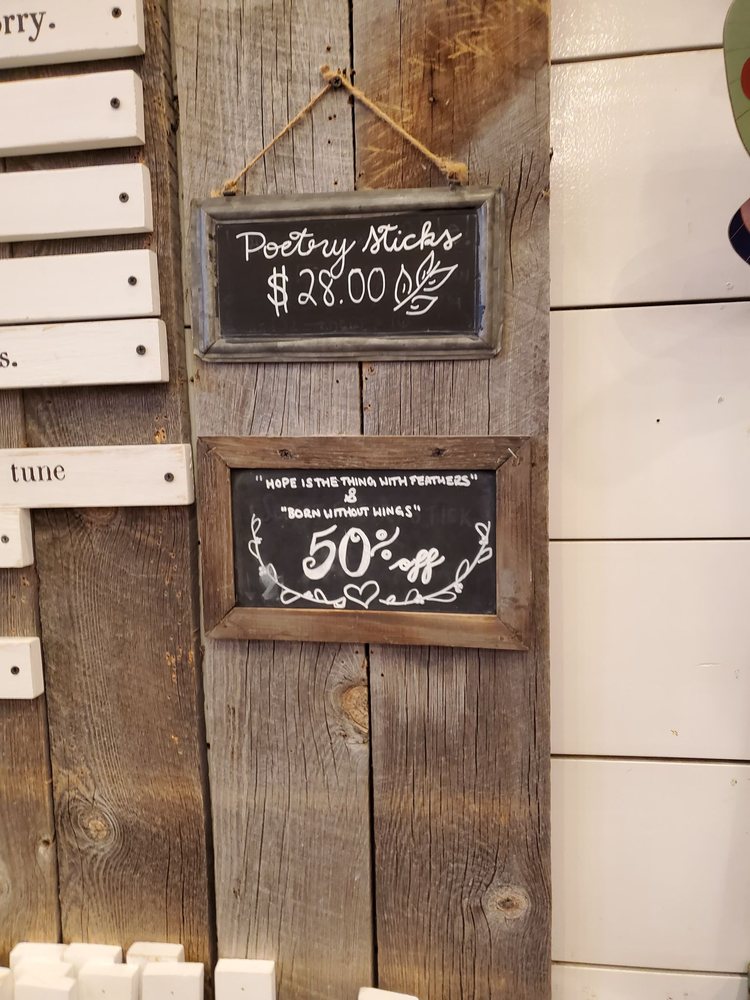 orry.
s.
tune
Poetry Sticks
$28.00
"HOPE IS THE THING WITH FEATHERS"
&
"BORN WITHOUT WINGS"
50% off